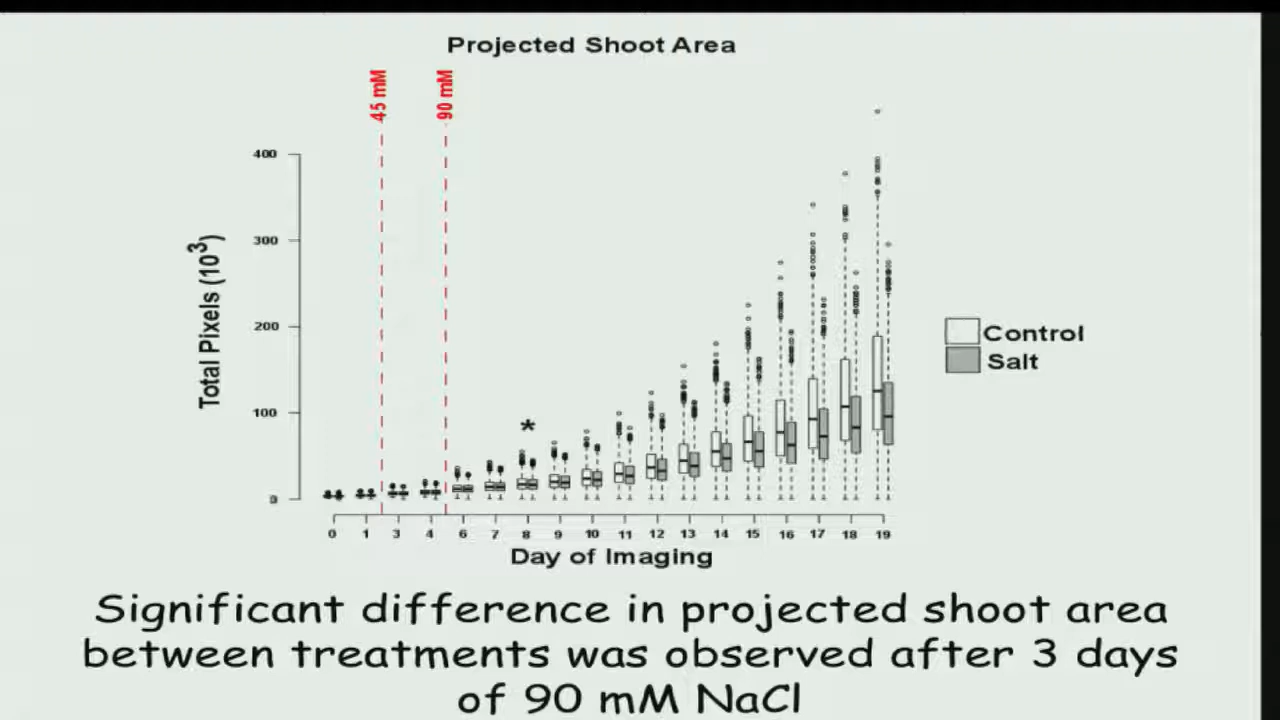 Projected Shoot Area
45 mM
90 mM
400
300
200
100
0
Total Pixels (10³)
0 1 3 4 6 7 8 9 10 11 12 13 14 15 16 17 18 19
Day of Imaging
*
Control
Salt
Significant difference in projected shoot area
between treatments was observed after 3 days
of 90 mM NaCl